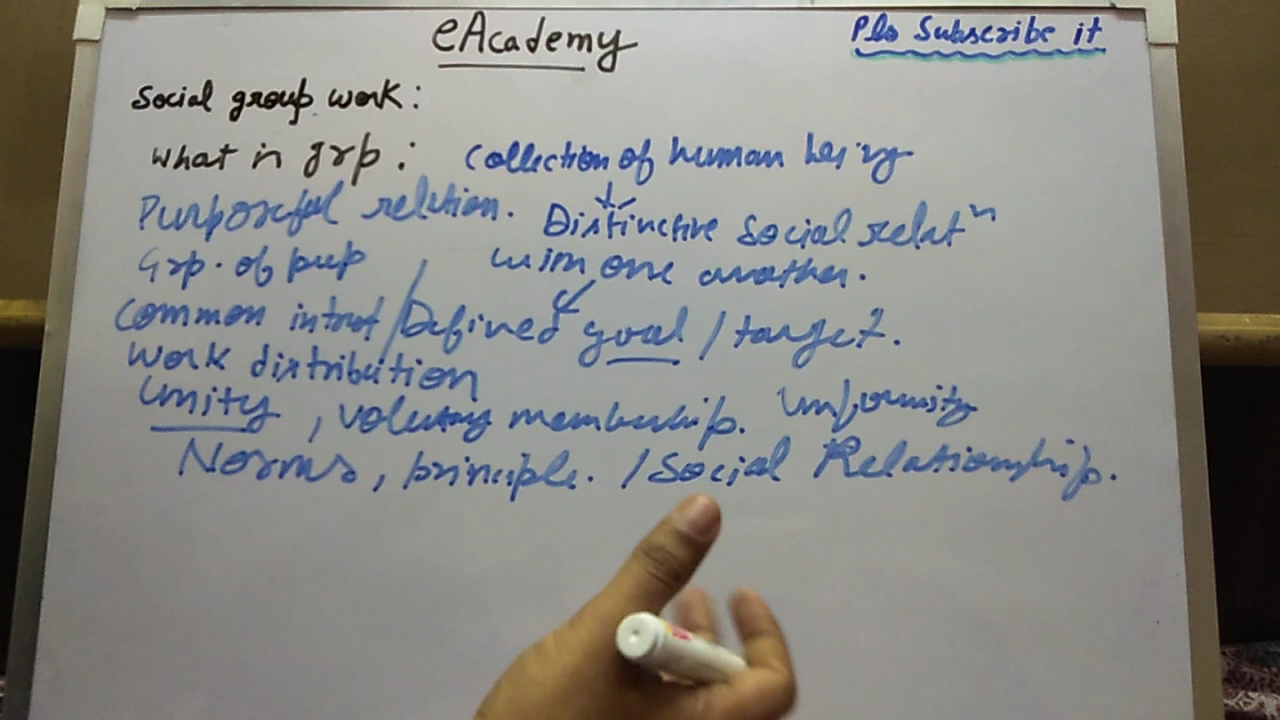 eAcademy
Pls Subscribe it
Social group work:
what is grp: Collection of human being
Purposeful relation. Distinctive Social relatn
Grp. of pup with one another.
Common intrst / Defined goal / target.
Work distribution
Unity, voluntary membership. Uniformity
Norms, principle. / Social Relationship.